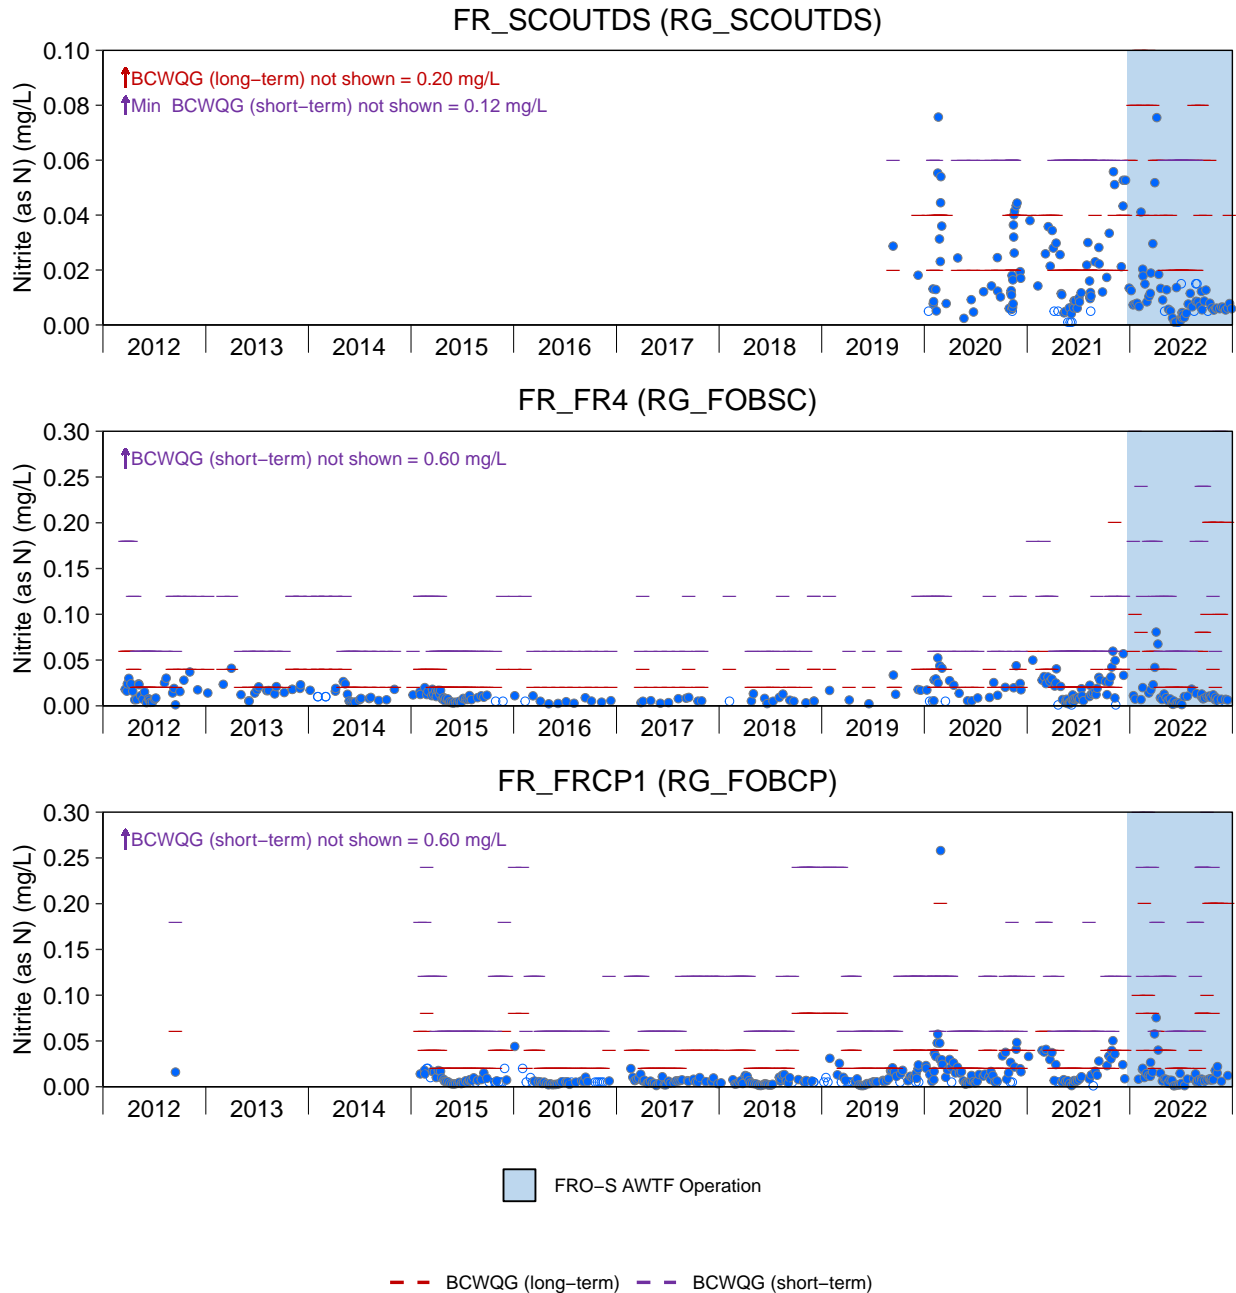 FR_SCOUTDS (RG_SCOUTDS)
Nitrite (as N) (mg/L)
0.10
0.08
0.06
0.04
0.02
0.00
BCWQG (long−term) not shown = 0.20 mg/L
Min BCWQG (short−term) not shown = 0.12 mg/L
2012 2013 2014 2015 2016 2017 2018 2019 2020 2021 2022
FR_FR4 (RG_FOBSC)
Nitrite (as N) (mg/L)
0.30
0.25
0.20
0.15
0.10
0.05
0.00
BCWQG (short−term) not shown = 0.60 mg/L
2012 2013 2014 2015 2016 2017 2018 2019 2020 2021 2022
FR_FRCP1 (RG_FOBCP)
Nitrite (as N) (mg/L)
0.30
0.25
0.20
0.15
0.10
0.05
0.00
BCWQG (short−term) not shown = 0.60 mg/L
2012 2013 2014 2015 2016 2017 2018 2019 2020 2021 2022
FRO−S AWTF Operation
BCWQG (long−term) BCWQG (short−term)